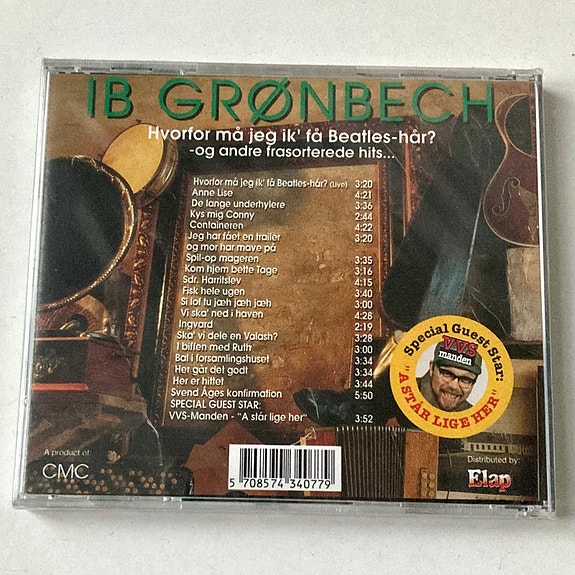 IB GRØNBECH
Hvorfor må jeg ik' få Beatles-hår?
-og andre frasorterede hits...
Hvorfor må jeg ik' få Beatles-hår? (Live) 3:20
Anne Lise 4:21
De lange underhylere 3:36
Kys mig Conny 2:44
Containeren 4:22
Jeg har fået en trailer 3:20
og mor har mave på
Spil-op mageren 3:35
Kom hjem bette Tage 3:16
Sdr. Harritslev 4:15
Fisk hele ugen 3:40
Si lof tu jæh jæh jæh 3:00
Vi ska' ned i haven 4:28
Ingvard 2:19
Ska' vi dele en Valash? 3:28
I biffen med Ruth 3:00
Bal i forsamlingshuset 3:34
Her går det godt 3:34
Her er hittet 3:44
Svend Åges konfirmation 5:50
SPECIAL GUEST STAR:
VVS-Manden - "A står lige her" 3:52
Special Guest Star:
VVS
manden
"A STÅR LIGE HER"
A product of:
CMC
5 708574 340779
Distributed by:
Elap